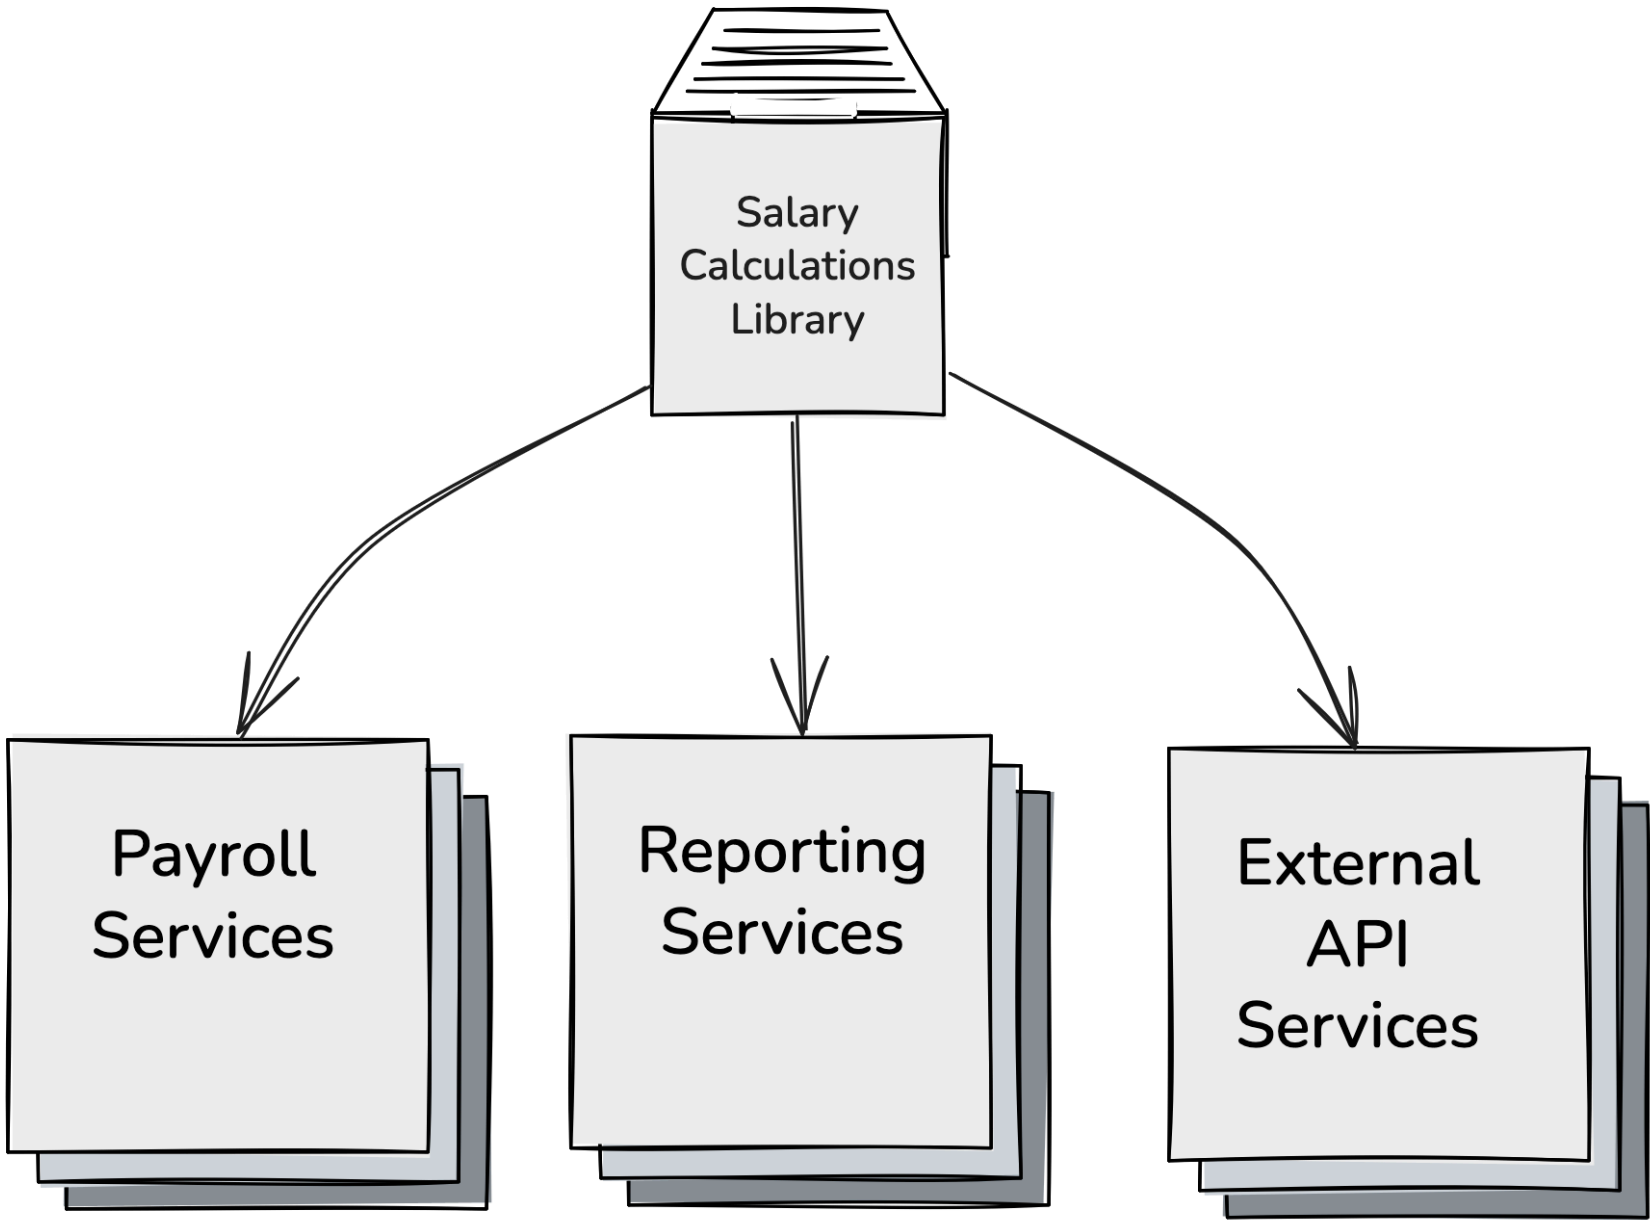 Salary
Calculations
Library
Payroll
Services
Reporting
Services
External
API
Services